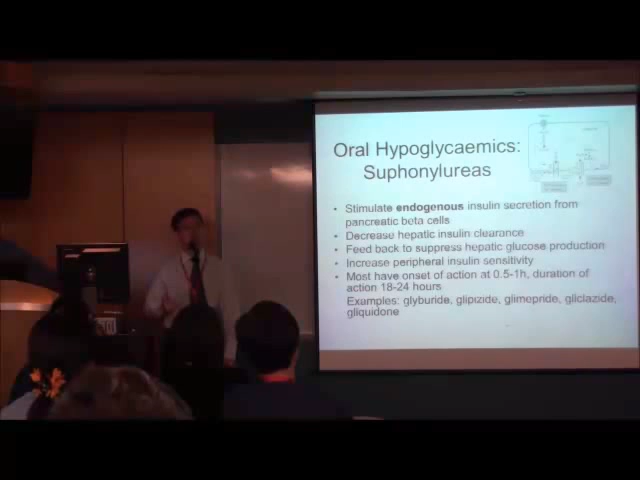 Oral Hypoglycaemics:
Suphonylureas
• Stimulate endogenous insulin secretion from
pancreatic beta cells
• Decrease hepatic insulin clearance
• Feed back to suppress hepatic glucose production
• Increase peripheral insulin sensitivity
• Most have onset of action at 0.5-1h, duration of
action 18-24 hours
Examples: glyburide, glipizide, glimepride, gliclazide,
gliquidone